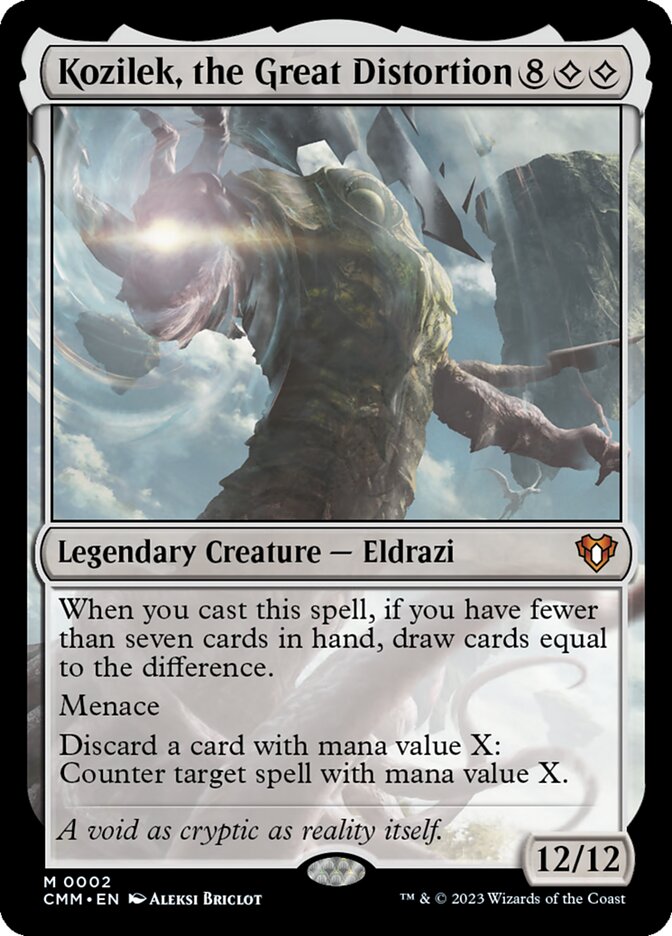 Kozilek, the Great Distortion 8◇◇
Legendary Creature — Eldrazi
When you cast this spell, if you have fewer
than seven cards in hand, draw cards equal
to the difference.
Menace
Discard a card with mana value X:
Counter target spell with mana value X.
A void as cryptic as reality itself.
12/12
M 0002
CMM • EN Aleksi Briclot
™ & © 2023 Wizards of the Coast